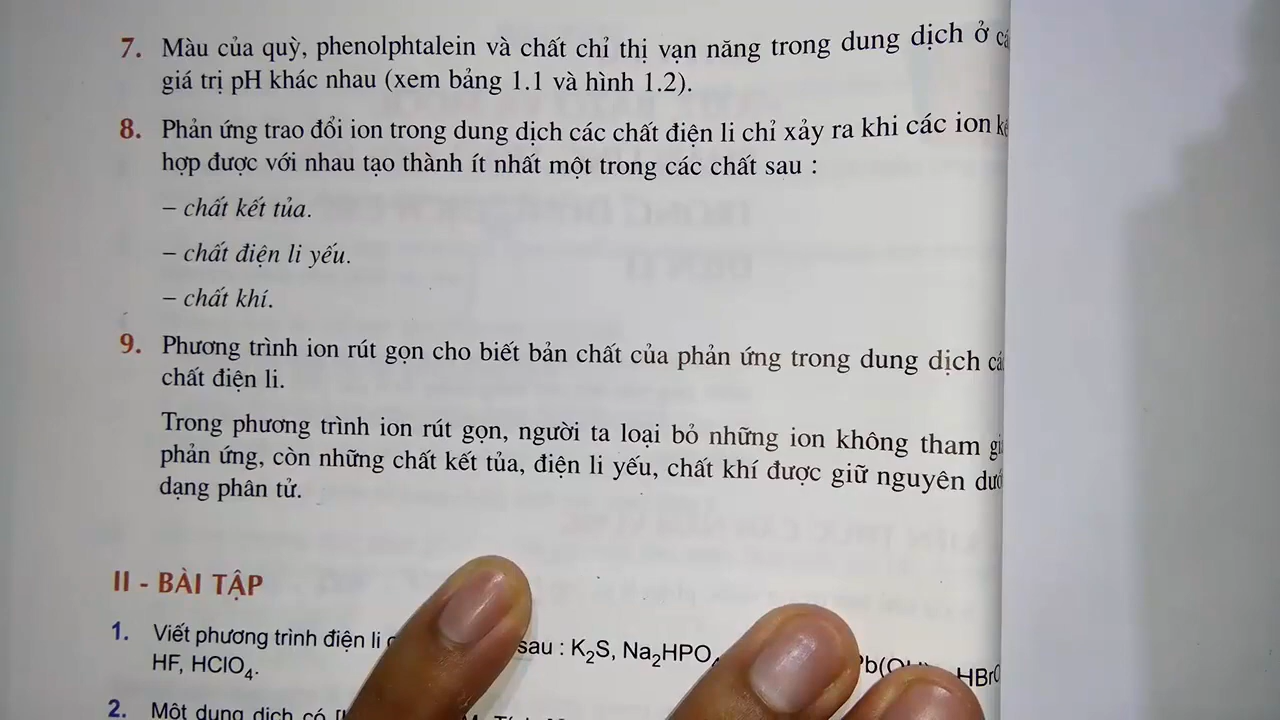 7. Màu của quỳ, phenolphtalein và chất chỉ thị vạn năng trong dung dịch ở
giá trị pH khác nhau (xem bảng 1.1 và hình 1.2).
8. Phản ứng trao đổi ion trong dung dịch các chất điện li chỉ xảy ra khi các ion
hợp được với nhau tạo thành ít nhất một trong các chất sau :
– chất kết tủa.
– chất điện li yếu.
– chất khí.
9. Phương trình ion rút gọn cho biết bản chất của phản ứng trong dung dịch
chất điện li.
Trong phương trình ion rút gọn, người ta loại bỏ những ion không tham
phản ứng, còn những chất kết tủa, điện li yếu, chất khí được giữ nguyên
dạng phân tử.
II - BÀI TẬP
1. Viết phương trình điện li sau : K₂S, Na₂HPO₄
HF, HClO₄.
2. Một dung dịch có